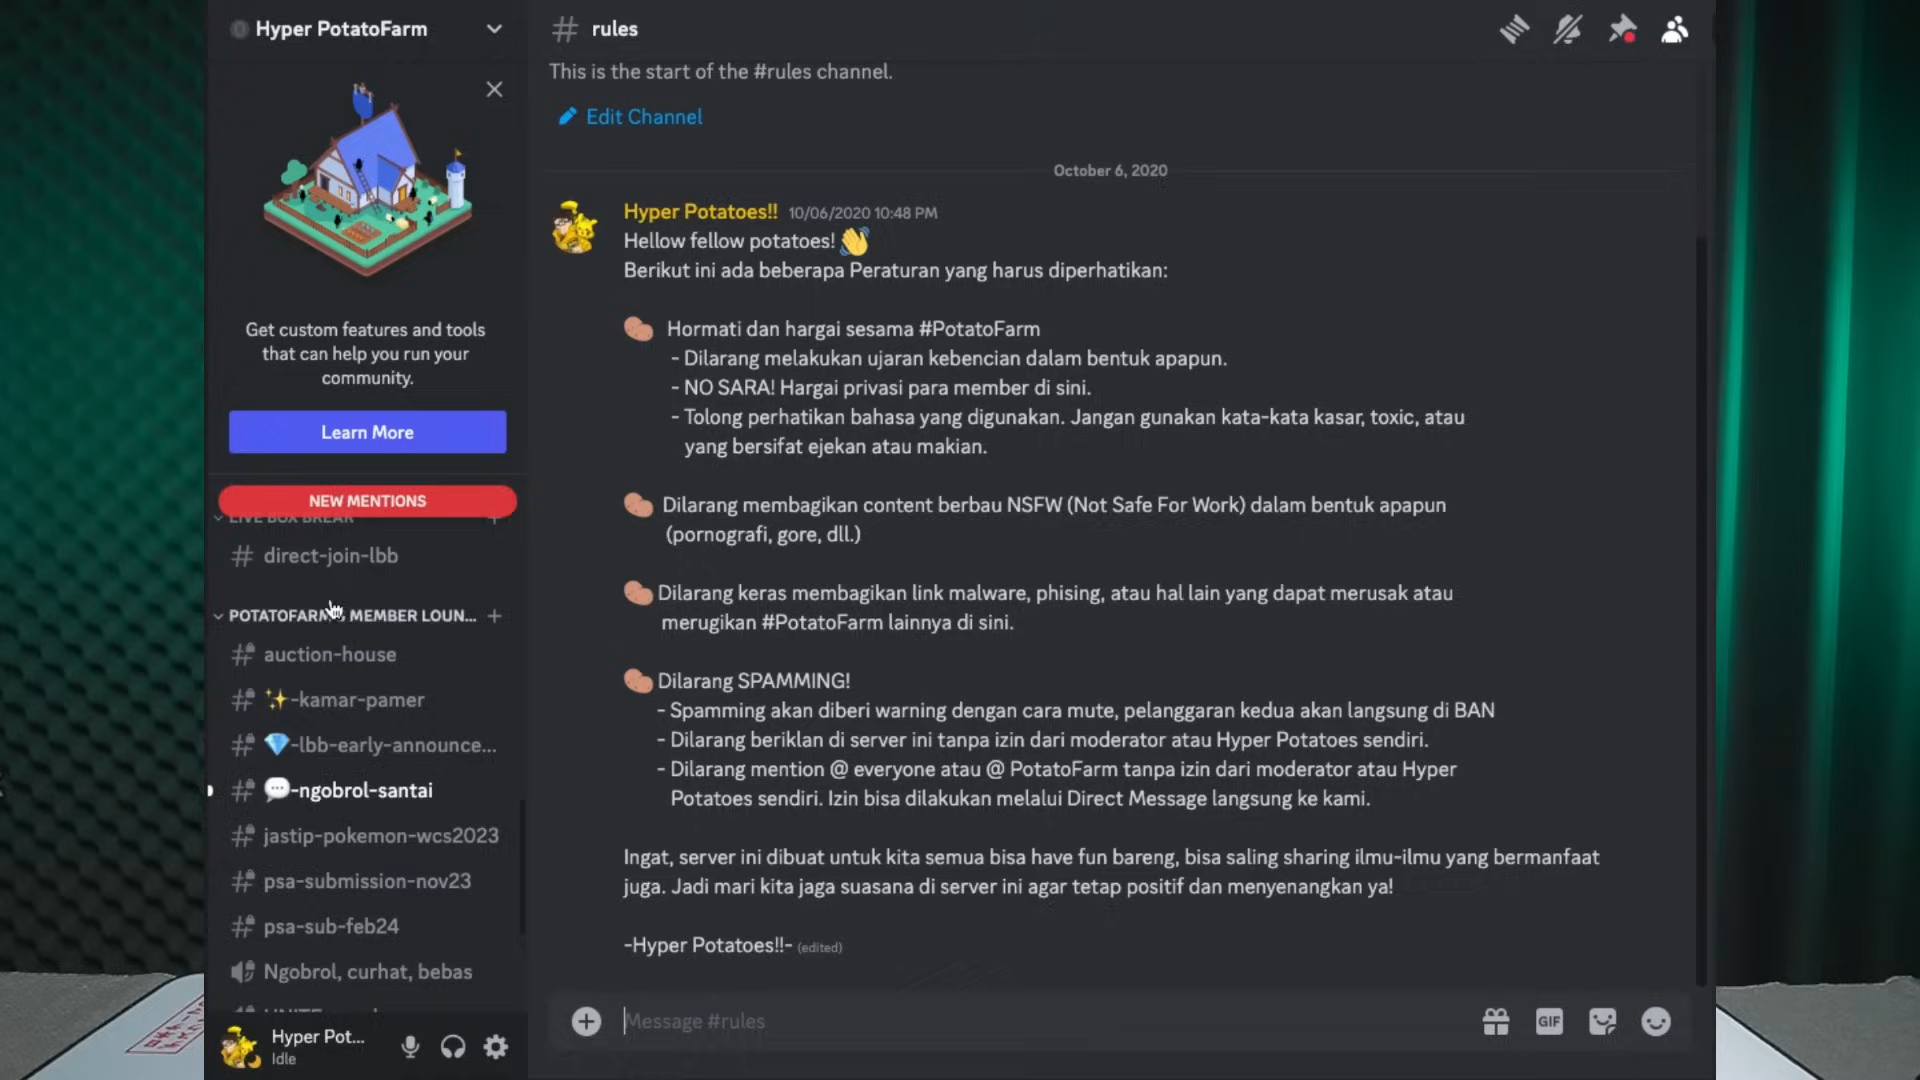 Hyper PotatoFarm
Get custom features and tools
that can help you run your
community.
Learn More
NEW MENTIONS
LIVE BOX BREAK
direct-join-lbb
MEMBER LOUN...
auction-house
✨-kamar-pamer
💎-lbb-early-announce...
💬-ngobrol-santai
jastip-pokemon-wcs2023
psa-submission-nov23
psa-sub-feb24
Ngobrol, curhat, bebas
Hyper Pot...
Idle
rules
This is the start of the #rules channel.
Edit Channel
October 6, 2020
Hyper Potatoes!! 10/06/2020 10:48 PM
Hellow fellow potatoes! 👋
Berikut ini ada beberapa Peraturan yang harus diperhatikan:
🥔 Hormati dan hargai sesama #PotatoFarm
- Dilarang melakukan ujaran kebencian dalam bentuk apapun.
- NO SARA! Hargai privasi para member di sini.
- Tolong perhatikan bahasa yang digunakan. Jangan gunakan kata-kata kasar, toxic, atau
yang bersifat ejekan atau makian.
🥔 Dilarang membagikan content berbau NSFW (Not Safe For Work) dalam bentuk apapun
(pornografi, gore, dll.)
🥔 Dilarang keras membagikan link malware, phising, atau hal lain yang dapat merusak atau
merugikan #PotatoFarm lainnya di sini.
🥔 Dilarang SPAMMING!
- Spamming akan diberi warning dengan cara mute, pelanggaran kedua akan langsung di BAN
- Dilarang beriklan di server ini tanpa izin dari moderator atau Hyper Potatoes sendiri.
- Dilarang mention @ everyone atau @ PotatoFarm tanpa izin dari moderator atau Hyper
Potatoes sendiri. Izin bisa dilakukan melalui Direct Message langsung ke kami.
Ingat, server ini dibuat untuk kita semua bisa have fun bareng, bisa saling sharing ilmu-ilmu yang bermanfaat
juga. Jadi mari kita jaga suasana di server ini agar tetap positif dan menyenangkan ya!
-Hyper Potatoes!!- (edited)
Message #rules
GIF